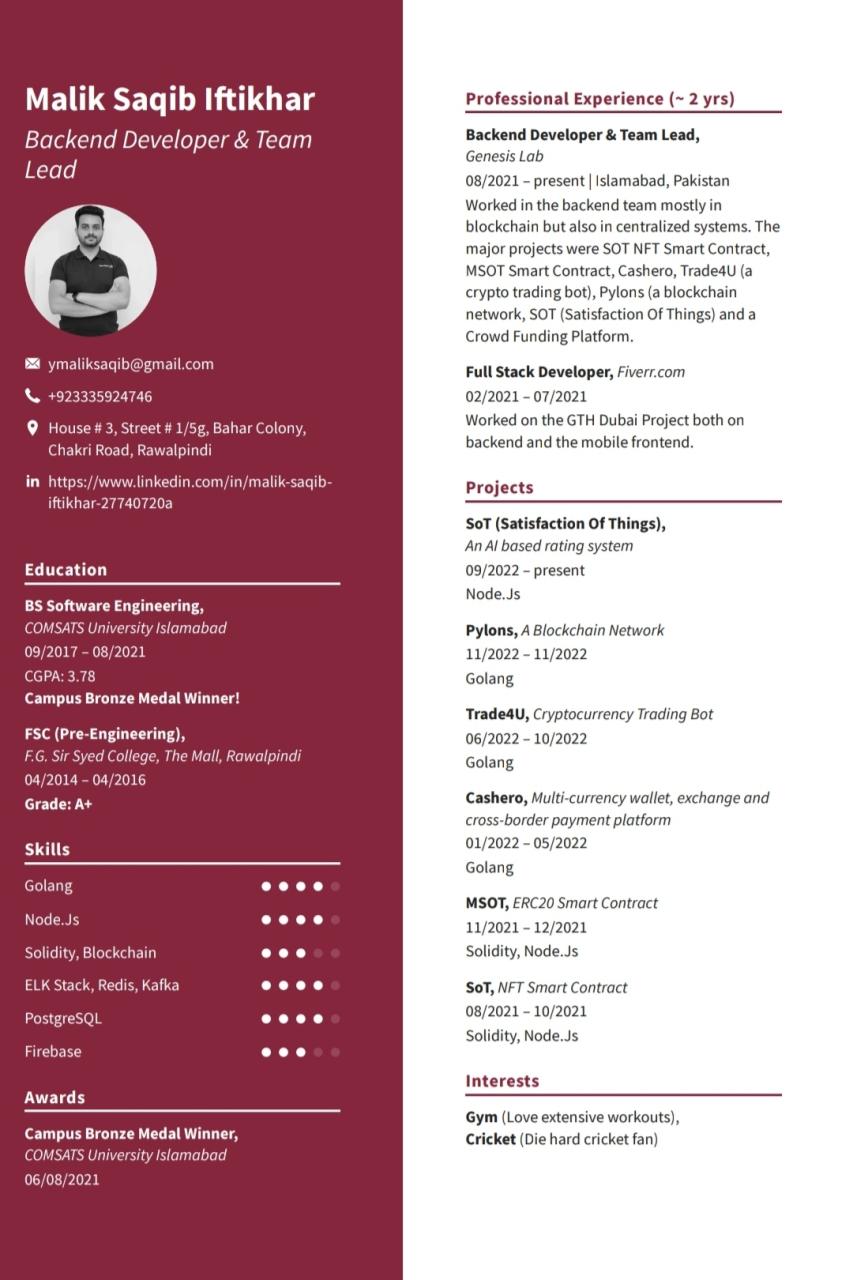 Malik Saqib Iftikhar
Backend Developer & Team
Lead
ymaliksaqib@gmail.com
+923335924746
House # 3, Street # 1/5g, Bahar Colony,
Chakri Road, Rawalpindi
in https://www.linkedin.com/in/malik-saqib-
iftikhar-27740720a
Education
BS Software Engineering,
COMSATS University Islamabad
09/2017 – 08/2021
CGPA: 3.78
Campus Bronze Medal Winner!
FSC (Pre-Engineering),
F.G. Sir Syed College, The Mall, Rawalpindi
04/2014 – 04/2016
Grade: A+
Skills
Golang
Node.Js
Solidity, Blockchain
ELK Stack, Redis, Kafka
PostgreSQL
Firebase
Awards
Campus Bronze Medal Winner,
COMSATS University Islamabad
06/08/2021
Professional Experience (~ 2 yrs)
Backend Developer & Team Lead,
Genesis Lab
08/2021 – present | Islamabad, Pakistan
Worked in the backend team mostly in
blockchain but also in centralized systems. The
major projects were SOT NFT Smart Contract,
MSOT Smart Contract, Cashero, Trade4U (a
crypto trading bot), Pylons (a blockchain
network, SOT (Satisfaction Of Things) and a
Crowd Funding Platform.
Full Stack Developer, Fiverr.com
02/2021 – 07/2021
Worked on the GTH Dubai Project both on
backend and the mobile frontend.
Projects
SoT (Satisfaction Of Things),
An AI based rating system
09/2022 – present
Node.Js
Pylons, A Blockchain Network
11/2022 – 11/2022
Golang
Trade4U, Cryptocurrency Trading Bot
06/2022 – 10/2022
Golang
Cashero, Multi-currency wallet, exchange and
cross-border payment platform
01/2022 – 05/2022
Golang
MSOT, ERC20 Smart Contract
11/2021 – 12/2021
Solidity, Node.Js
SoT, NFT Smart Contract
08/2021 – 10/2021
Solidity, Node.Js
Interests
Gym (Love extensive workouts),
Cricket (Die hard cricket fan)